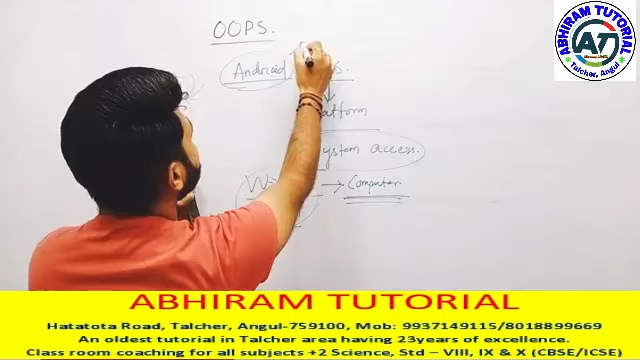 OOPS.
Android
System access.
→ Computer
ABHIRAM TUTORIAL
AT
Talcher, Angul
ABHIRAM TUTORIAL
Hatatota Road, Talcher, Angul-759100, Mob: 9937149115/8018899669
An oldest tutorial in Talcher area having 23years of excellence.
Class room coaching for all subjects +2 Science, Std – VIII, IX & X (CBSE/ICSE)